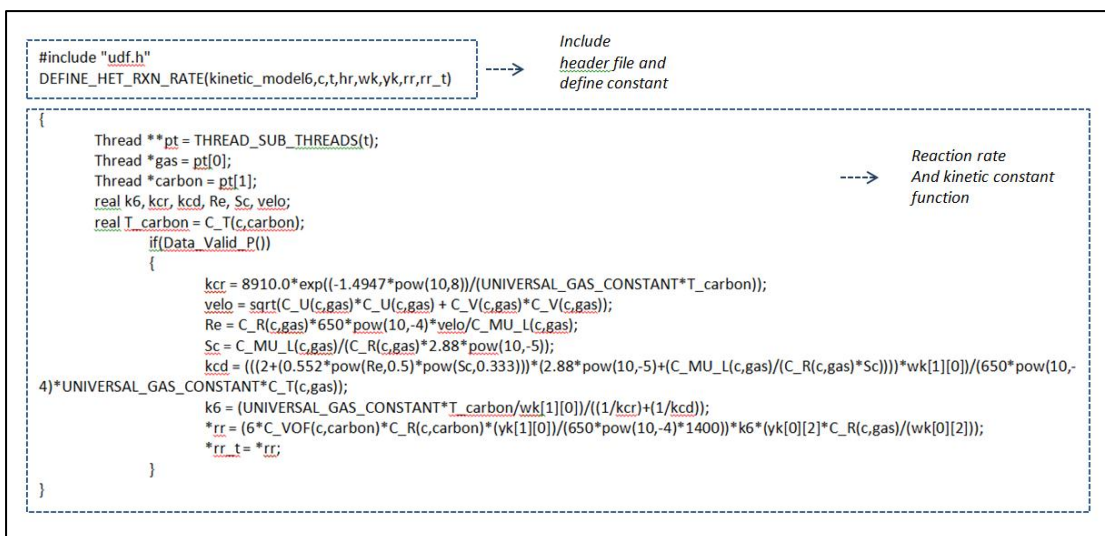 #include "udf.h"
DEFINE_HET_RXN_RATE(kinetic_model6,c,t,hr,wk,yk,rr,rr_t)
Include
header file and
define constant
{
Thread **pt = THREAD_SUB_THREADS(t);
Thread *gas = pt[0];
Thread *carbon = pt[1];
real k6, kcr, kcd, Re, Sc, velo;
real T_carbon = C_T(c,carbon);
if(Data_Valid_P())
{
kcr = 8910.0*exp((-1.4947*pow(10,8))/(UNIVERSAL_GAS_CONSTANT*T_carbon));
velo = sqrt(C_U(c,gas)*C_U(c,gas) + C_V(c,gas)*C_V(c,gas));
Re = C_R(c,gas)*650*pow(10,-4)*velo/C_MU_L(c,gas);
Sc = C_MU_L(c,gas)/(C_R(c,gas)*2.88*pow(10,-5));
kcd = (((2+(0.552*pow(Re,0.5)*pow(Sc,0.333)))*(2.88*pow(10,-5)+(C_MU_L(c,gas)/(C_R(c,gas)*Sc))))*wk[1][0])/(650*pow(10,-
4)*UNIVERSAL_GAS_CONSTANT*C_T(c,gas));
k6 = (UNIVERSAL_GAS_CONSTANT*T_carbon/wk[1][0])/((1/kcr)+(1/kcd));
*rr = (6*C_VOF(c,carbon)*C_R(c,carbon)*(yk[1][0])/(650*pow(10,-4)*1400))*k6*(yk[0][2]*C_R(c,gas)/(wk[0][2]));
*rr_t = *rr;
}
}
Reaction rate
And kinetic constant
function